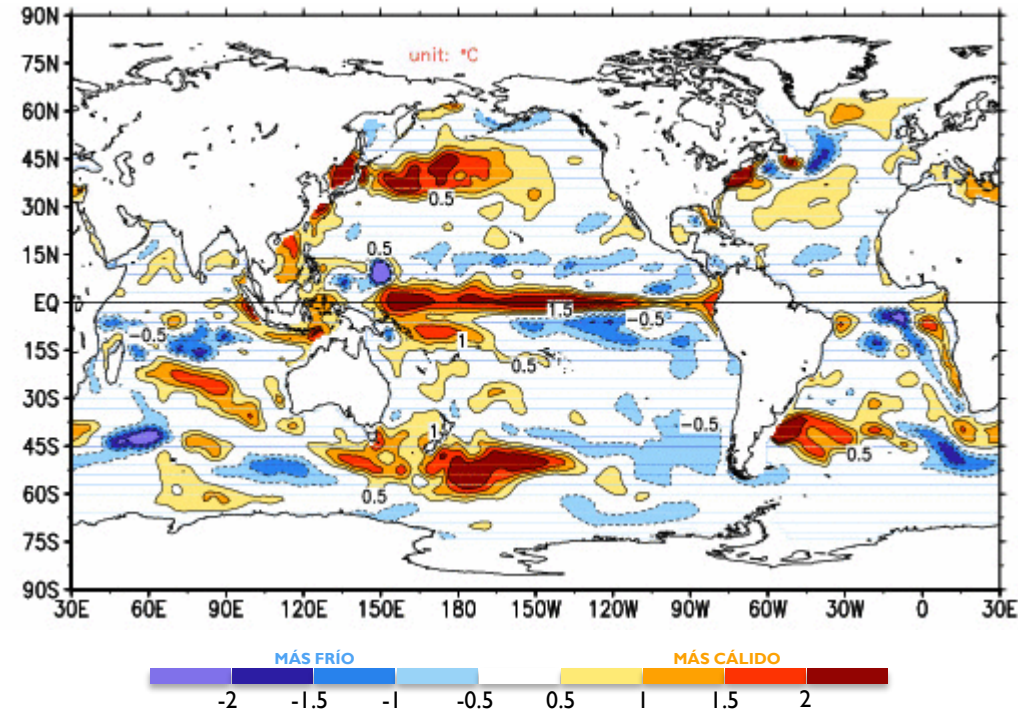 90N
75N
60N
45N
30N
15N
EQ
15S
30S
45S
60S
75S
90S
unit: °C
0.5
0.5
1.5
-0.5
-0.5
1
0.5
-0.5
1
0.5
0.5
30E 60E 90E 120E 150E 180 150W 120W 90W 60W 30W 0 30E
MÁS FRÍO MÁS CÁLIDO
-2 -1.5 -1 -0.5 0.5 1 1.5 2